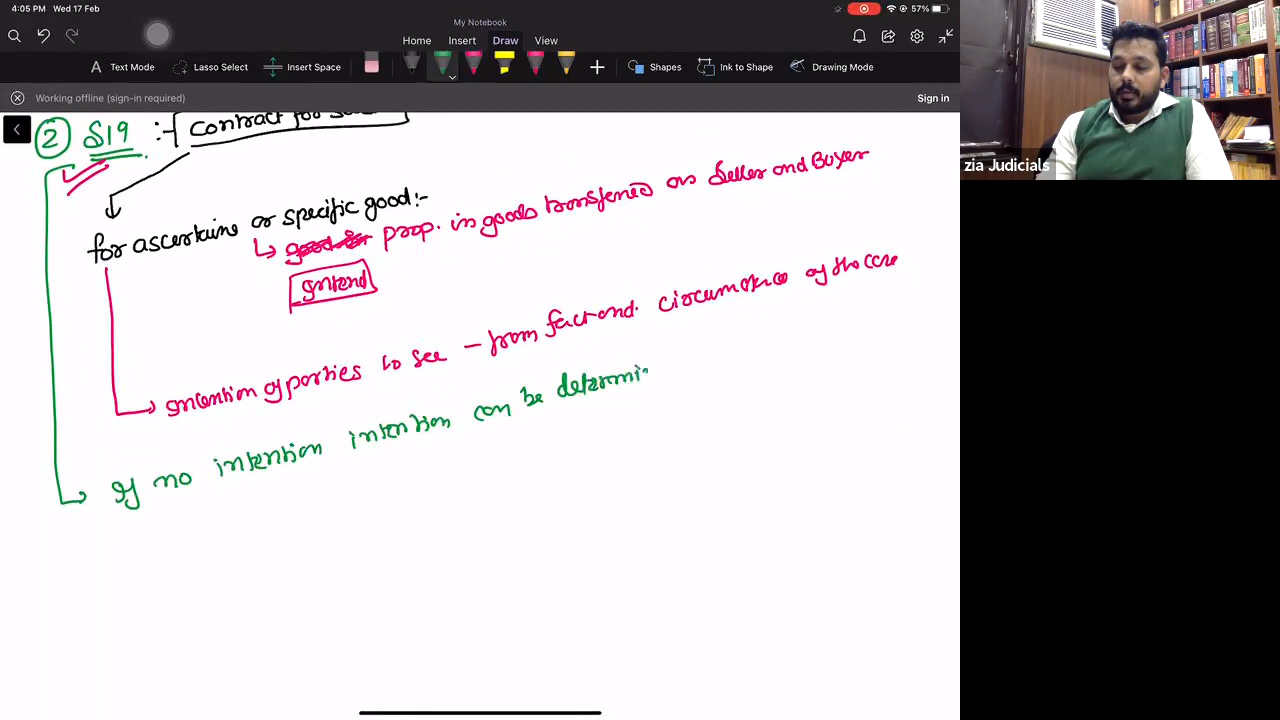 4:05 PM Wed 17 Feb
57%
My Notebook
Home Insert Draw View
Text Mode Lasso Select Insert Space Shapes Ink to Shape Drawing Mode
Working offline (sign-in required) Sign in
② S19 :- Contract for
for ascertaine or specific good:-
prop. in goods transfered as Seller and Buyer
intend
intention of parties to see – from fact and. circumstance of the case
If no intention intention can be determi
zia Judicials